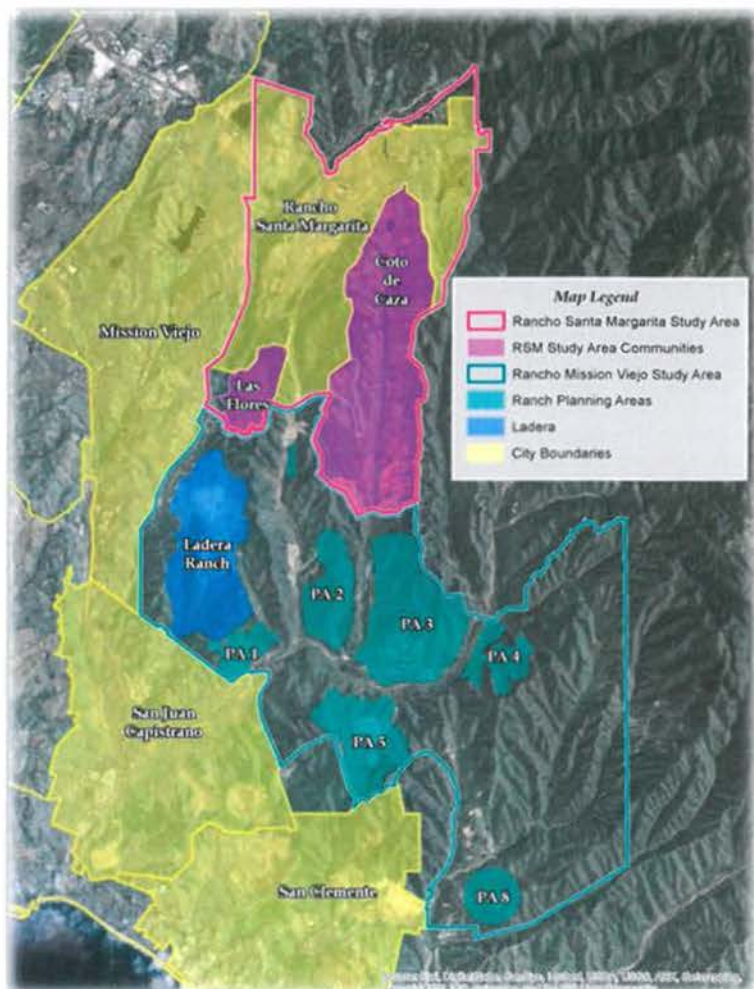 Rancho
Santa Margarita
Coto
de
Caza
Mission Viejo
Las
Flores
Map Legend
Rancho Santa Margarita Study Area
RSM Study Area Communities
Rancho Mission Viejo Study Area
Ranch Planning Areas
Ladera
City Boundaries
Ladera
Ranch
PA 2
PA 3
PA 1
PA 4
San Juan
Capistrano
PA 5
San Clemente
PA 8